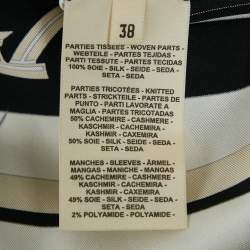 38
PARTIES TISSEES - WOVEN PARTS -
WEBTEILE - PARTES TEJIDAS -
PARTI TESSUTE - PARTES TECIDAS
100% SOIE - SILK - SEIDE - SEDA -
SETA - SEDA
PARTIES TRICOTÉES - KNITTED
PARTS - STRICKTEILE - PARTES DE
PUNTO - PARTI LAVORATE A
MAGLIA - PARTES TRICOTADAS
50% CACHEMIRE - CASHMERE -
KASCHMIR - CAXEMIRA -
KASHMIR - CACHEMIRA
50% SOIE - SILK - SEIDE - SEDA -
SETA - SEDA
MANCHES - SLEEVES - ÄRMEL -
MANGAS - MANICHE - MANGAS
49% CACHEMIRE - CASHMERE -
KASCHMIR - CAXEMIRA -
KASHMIR - CACHEMIRA
49% SOIE - SILK - SEIDE - SEDA -
SETA - SEDA
2% POLYAMIDE - POLYAMIDE -